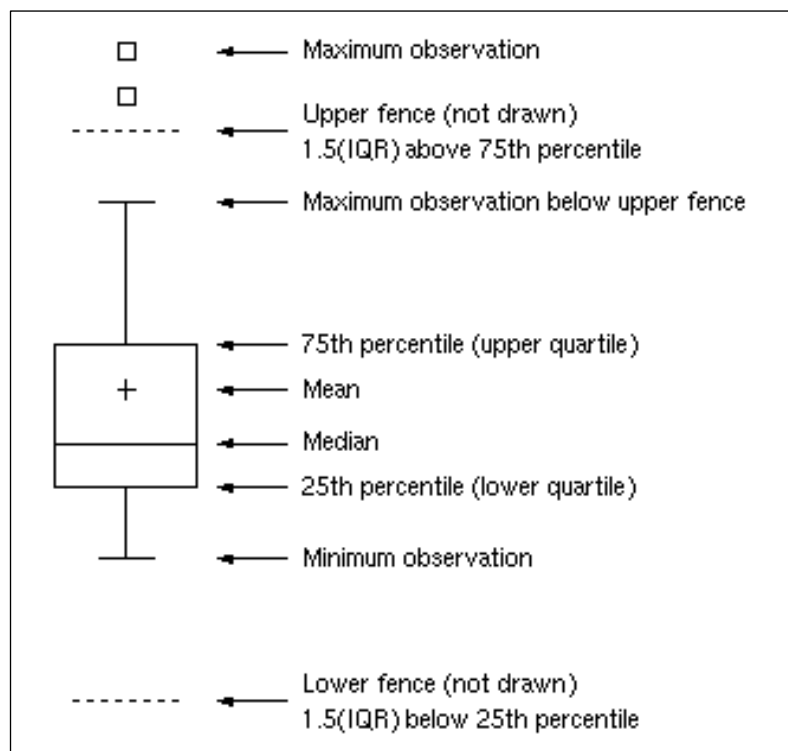 Maximum observation
Upper fence (not drawn)
1.5(IQR) above 75th percentile
Maximum observation below upper fence
75th percentile (upper quartile)
Mean
Median
25th percentile (lower quartile)
Minimum observation
Lower fence (not drawn)
1.5(IQR) below 25th percentile